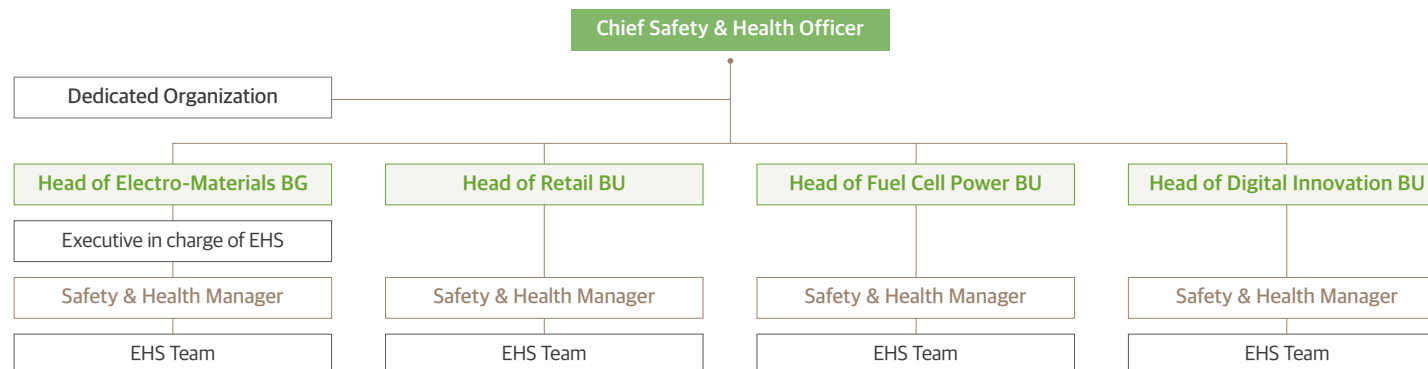 Chief Safety & Health Officer
Dedicated Organization
Head of Electro-Materials BG
Head of Retail BU
Head of Fuel Cell Power BU
Head of Digital Innovation BU
Executive in charge of EHS
Safety & Health Manager
Safety & Health Manager
Safety & Health Manager
Safety & Health Manager
EHS Team
EHS Team
EHS Team
EHS Team